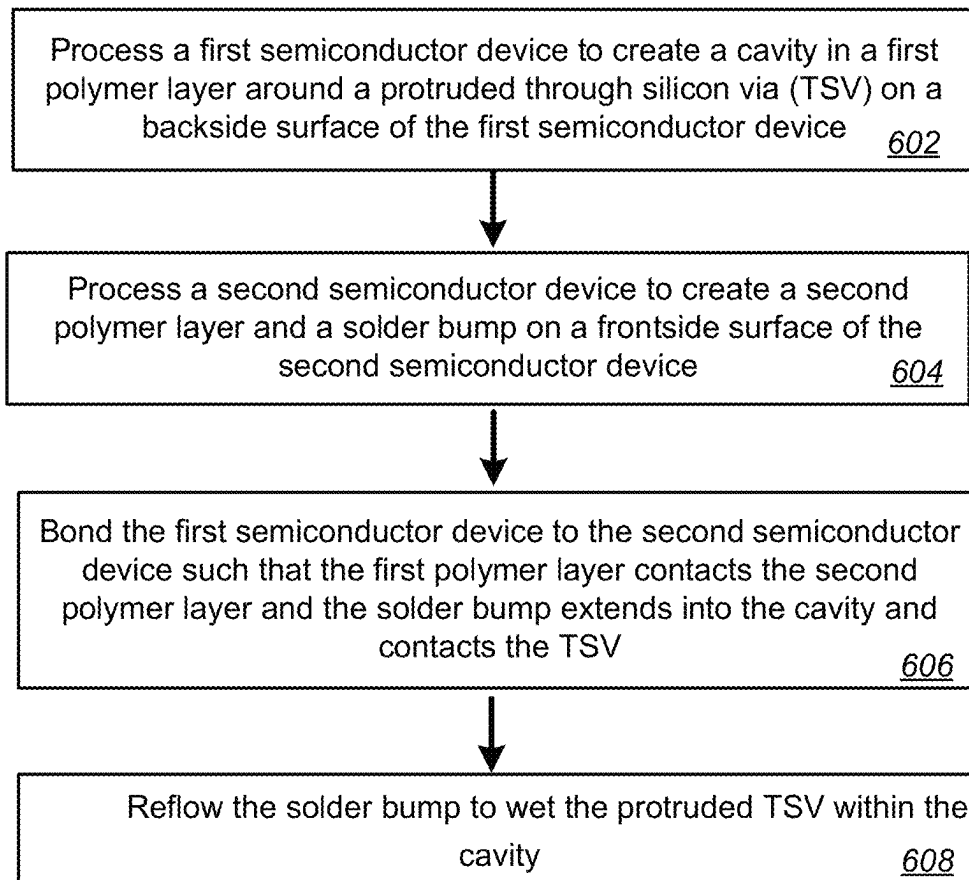 Process a first semiconductor device to create a cavity in a first
polymer layer around a protruded through silicon via (TSV) on a
backside surface of the first semiconductor device
602
Process a second semiconductor device to create a second
polymer layer and a solder bump on a frontside surface of the
second semiconductor device
604
Bond the first semiconductor device to the second semiconductor
device such that the first polymer layer contacts the second
polymer layer and the solder bump extends into the cavity and
contacts the TSV
606
Reflow the solder bump to wet the protruded TSV within the
cavity
608